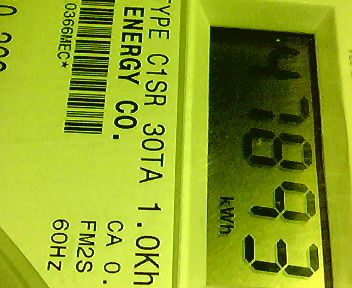 47893
kWh
TYPE C1SR 30TA 1.0Kh
ENERGY CO.
CA 0.
FM2S
60HZ
0366MEC*